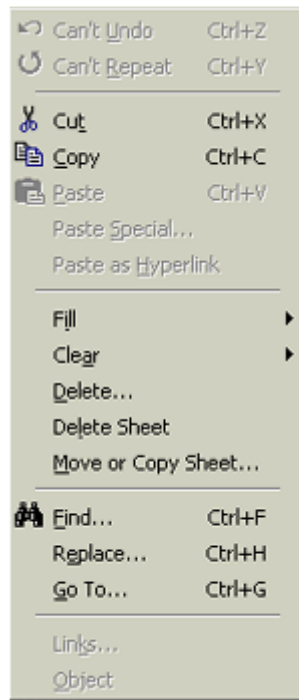 Can't Undo Ctrl+Z
Can't Repeat Ctrl+Y
Cut Ctrl+X
Copy Ctrl+C
Paste Ctrl+V
Paste Special...
Paste as Hyperlink
Fill
Clear
Delete...
Delete Sheet
Move or Copy Sheet...
Find... Ctrl+F
Replace... Ctrl+H
Go To... Ctrl+G
Links...
Object